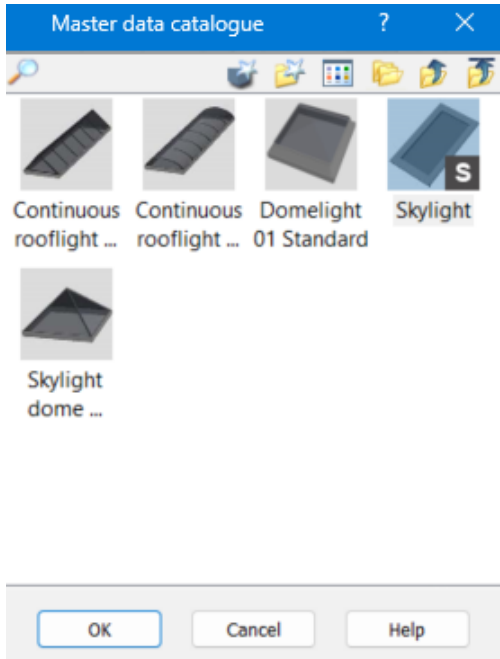 Master data catalogue ?
S
Continuous Continuous Domelight Skylight
rooflight ... rooflight ... 01 Standard
Skylight
dome ...
OK Cancel Help